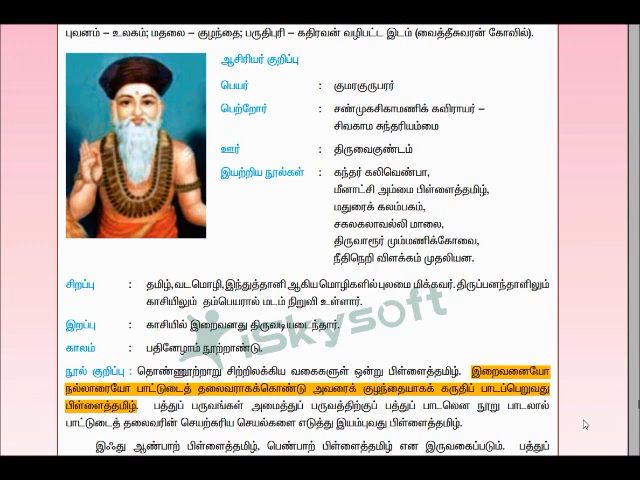 புவனம் – உலகம்; மதலை – குழந்தை; பருதிபுரி – கதிரவன் வழிபட்ட இடம் (வைத்தீசுவரன் கோவில்).
ஆசிரியர் குறிப்பு
பெயர் : குமரகுருபரர்
பெற்றோர் : சண்முகசிகாமணிக் கவிராயர் –
சிவகாம சுந்தரியம்மை
ஊர் : திருவைகுண்டம்
இயற்றிய நூல்கள் : கந்தர் கலிவெண்பா,
மீனாட்சி அம்மை பிள்ளைத்தமிழ்,
மதுரைக் கலம்பகம்,
சகலகலாவல்லி மாலை,
திருவாரூர் மும்மணிக்கோவை,
நீதிநெறி விளக்கம் முதலியன.
சிறப்பு : தமிழ், வடமொழி, இந்துத்தானி ஆகிய மொழிகளில் புலமை மிக்கவர். திருப்பனந்தாளிலும்
காசியிலும் தம்பெயரால் மடம் நிறுவி உள்ளார்.
இறப்பு : காசியில் இறைவனது திருவடியடைந்தார்.
காலம் : பதினேழாம் நூற்றாண்டு.
iSkysoft
நூல் குறிப்பு : தொண்ணூற்றாறு சிற்றிலக்கிய வகைகளுள் ஒன்று பிள்ளைத்தமிழ். இறைவனையோ
நல்லாரையோ பாட்டுடைத் தலைவராகக்கொண்டு அவரைக் குழந்தையாகக் கருதிப் பாடப்பெறுவது
பிள்ளைத்தமிழ். பத்துப் பருவங்கள் அமைத்துப் பருவத்திற்குப் பத்துப் பாடலென நூறு பாடலால்
பாட்டுடைத் தலைவரின் செயற்கரிய செயல்களை எடுத்து இயம்புவது பிள்ளைத்தமிழ்.
இஃது ஆண்பாற் பிள்ளைத்தமிழ், பெண்பாற் பிள்ளைத்தமிழ் என இருவகைப்படும். பத்துப்